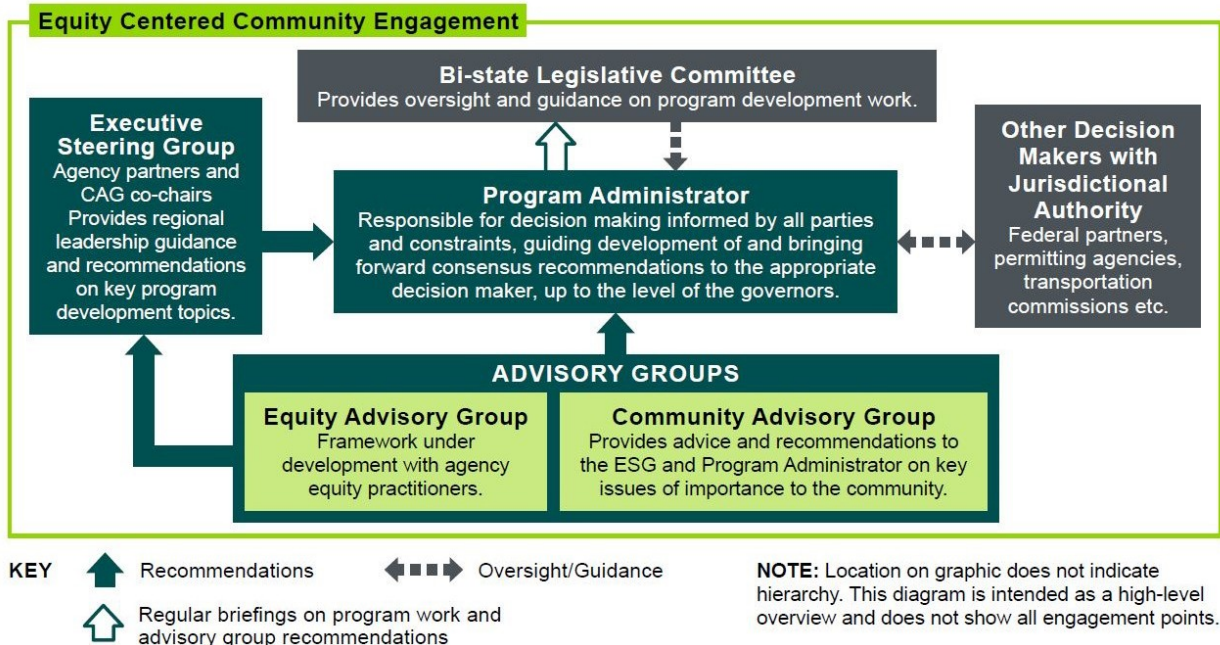 Equity Centered Community Engagement
Bi-state Legislative Committee
Provides oversight and guidance on program development work.
Executive
Steering Group
Agency partners and
CAG co-chairs
Provides regional
leadership guidance
and recommendations
on key program
development topics.
Program Administrator
Responsible for decision making informed by all parties
and constraints, guiding development of and bringing
forward consensus recommendations to the appropriate
decision maker, up to the level of the governors.
Other Decision
Makers with
Jurisdictional
Authority
Federal partners,
permitting agencies,
transportation
commissions etc.
ADVISORY GROUPS
Equity Advisory Group
Framework under
development with agency
equity practitioners.
Community Advisory Group
Provides advice and recommendations to
the ESG and Program Administrator on key
issues of importance to the community.
KEY
Recommendations
Oversight/Guidance
Regular briefings on program work and
advisory group recommendations
NOTE: Location on graphic does not indicate
hierarchy. This diagram is intended as a high-level
overview and does not show all engagement points.